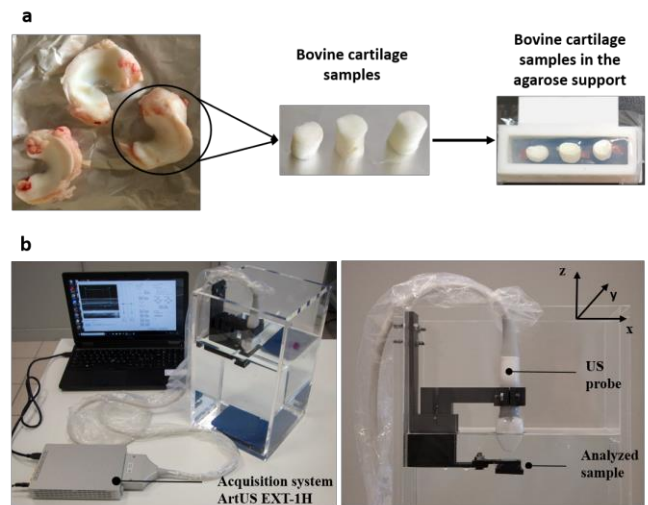 a
Bovine cartilage
samples
Bovine cartilage
samples in the
agarose support
b
Acquisition system
ArtUS EXT-1H
z
y
x
US
probe
Analyzed
sample